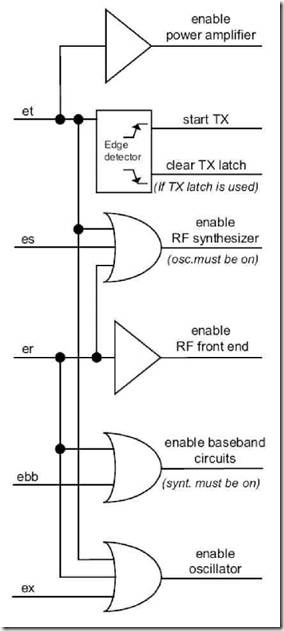 enable
power amplifier
et
Edge
detector
start TX
clear TX latch
(If TX latch is used)
enable
RF synthesizer
(osc.must be on)
es
er
enable
RF front end
enable baseband
circuits
(synt. must be on)
ebb
enable
oscillator
ex